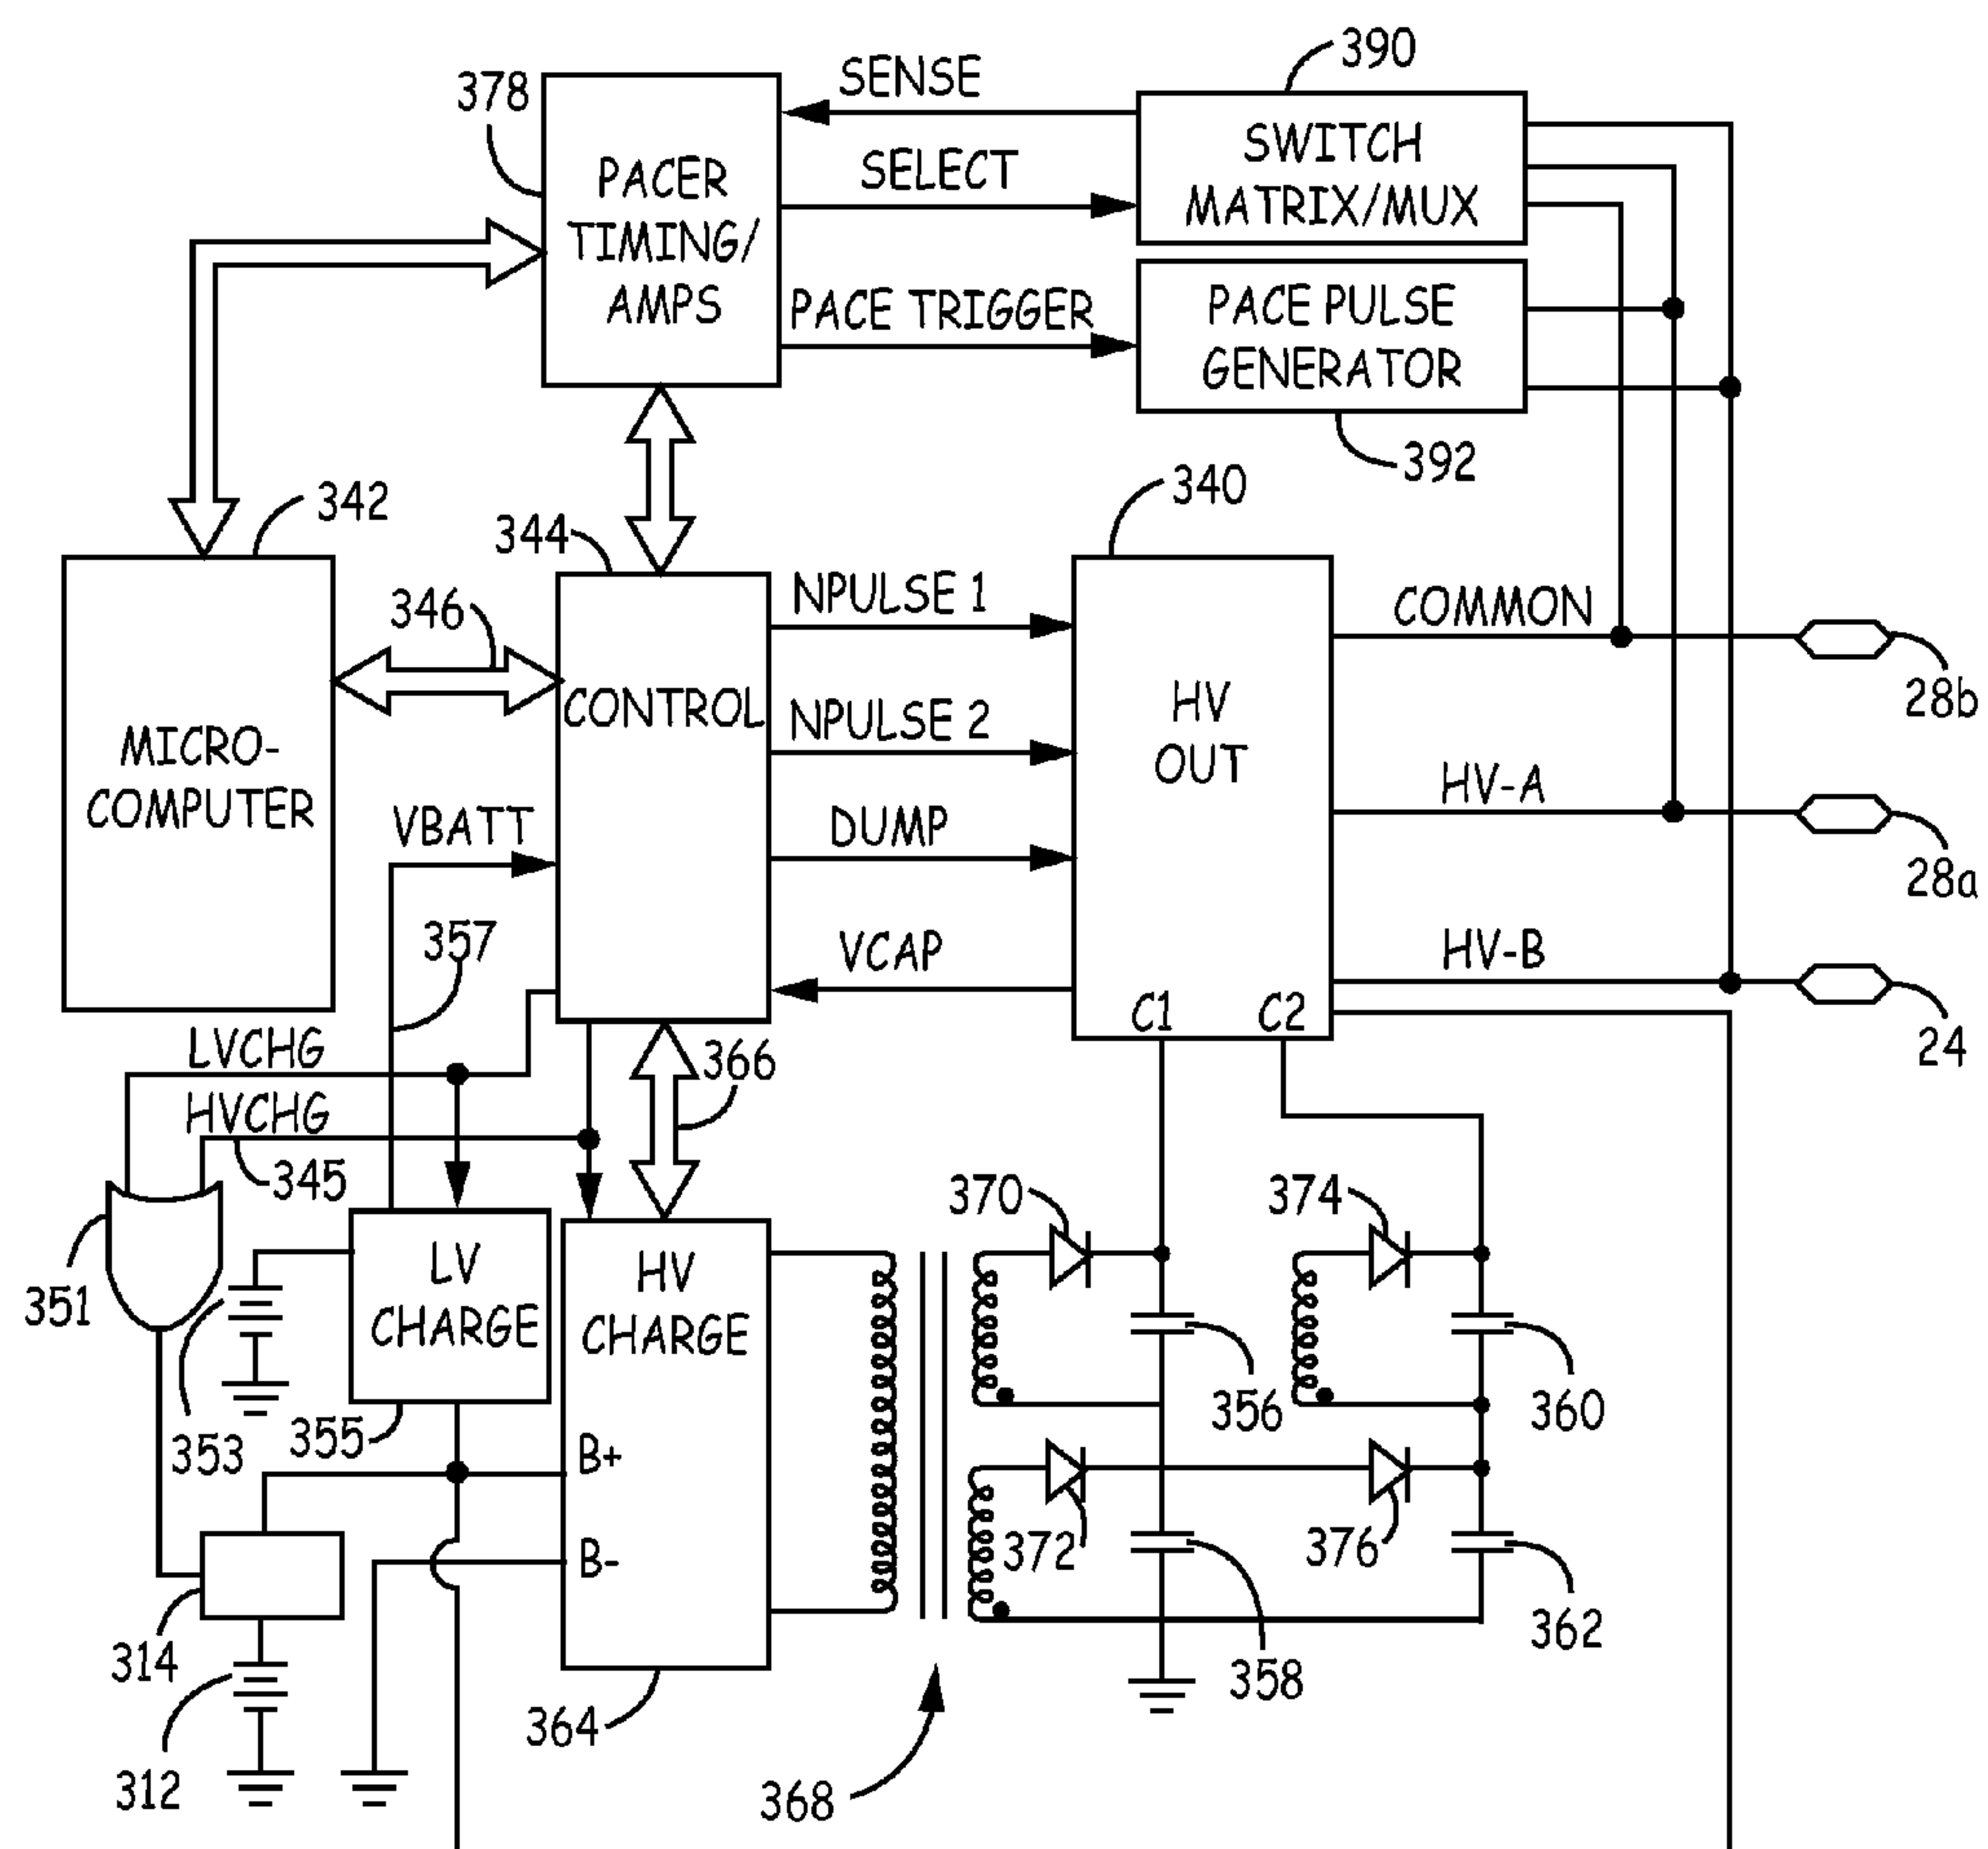 390
SENSE
378
SWITCH
MATRIX/MUX
PACER
TIMING/
AMPS
SELECT
PACE TRIGGER
PACE PULSE
GENERATOR
392
340
342
344
NPULSE 1
COMMON
346
28b
HV
OUT
CONTROL
NPULSE 2
MICRO-
COMPUTER
HV-A
VBATT
DUMP
28a
357
VCAP
HV-B
C1
C2
24
LVCHG
366
HVCHG
345
370
374
351
LV
CHARGE
HV
CHARGE
356
360
353
355
B+
372
376
B-
314
358
362
364
312
368